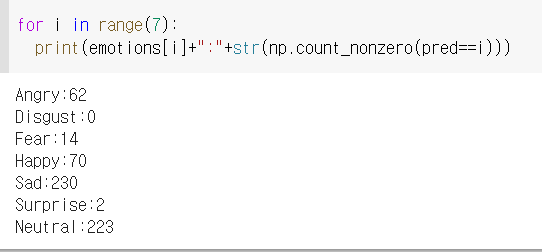 for i in range(7):
  print(emotions[i]+":"+str(np.count_nonzero(pred==i)))
Angry:62
Disgust:0
Fear:14
Happy:70
Sad:230
Surprise:2
Neutral:223